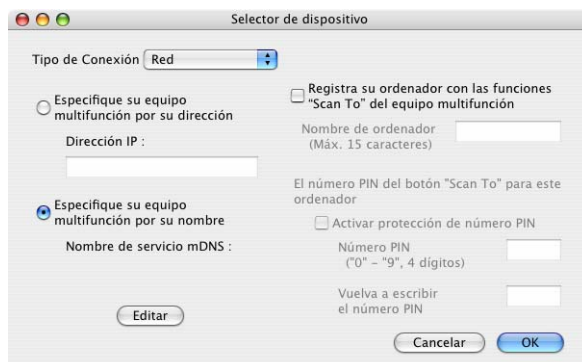 Selector de dispositivo
Tipo de Conexión Red
Especifique su equipo
multifunción por su dirección
Dirección IP :
Especifique su equipo
multifunción por su nombre
Nombre de servicio mDNS :
Editar
Registra su ordenador con las funciones
"Scan To" del equipo multifunción
Nombre de ordenador
(Máx. 15 caracteres)
El número PIN del botón "Scan To" para este
ordenador
Activar protección de número PIN
Número PIN
("0" – "9", 4 dígitos)
Vuelva a escribir
el número PIN
Cancelar
OK